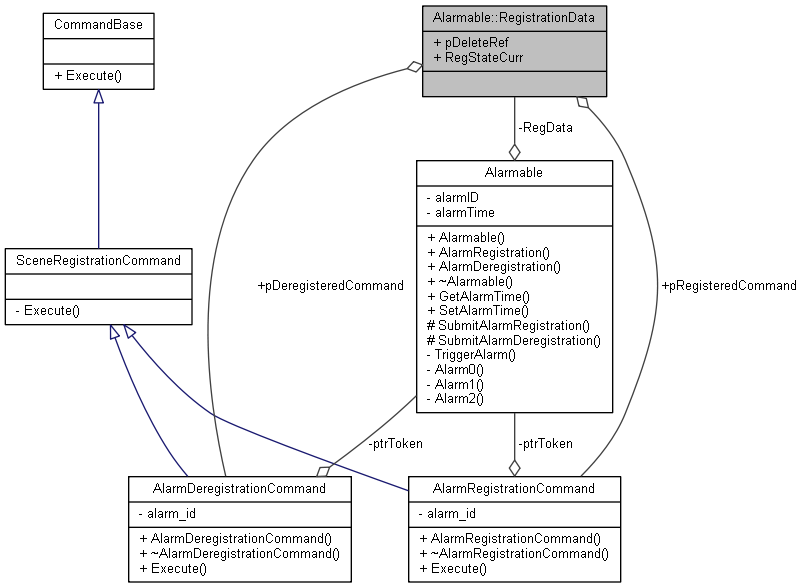 CommandBase
+ Execute()
Alarmable::RegistrationData
+ pDeleteRef
+ RegStateCurr
-RegData
Alarmable
- alarmID
- alarmTime
+ Alarmable()
+ AlarmRegistration()
+ AlarmDeregistration()
+ ~Alarmable()
+ GetAlarmTime()
+ SetAlarmTime()
# SubmitAlarmRegistration()
# SubmitAlarmDeregistration()
- TriggerAlarm()
- Alarm0()
- Alarm1()
- Alarm2()
SceneRegistrationCommand
- Execute()
+pDeregisteredCommand
+pRegisteredCommand
-ptrToken
-ptrToken
AlarmDeregistrationCommand
- alarm_id
+ AlarmDeregistrationCommand()
+ ~AlarmDeregistrationCommand()
+ Execute()
AlarmRegistrationCommand
- alarm_id
+ AlarmRegistrationCommand()
+ ~AlarmRegistrationCommand()
+ Execute()